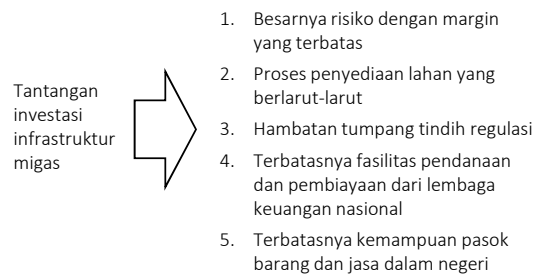 Tantangan
investasi
infrastruktur
migas
1. Besarnya risiko dengan margin
yang terbatas
2. Proses penyediaan lahan yang
berlarut-larut
3. Hambatan tumpang tindih regulasi
4. Terbatasnya fasilitas pendanaan
dan pembiayaan dari lembaga
keuangan nasional
5. Terbatasnya kemampuan pasok
barang dan jasa dalam negeri